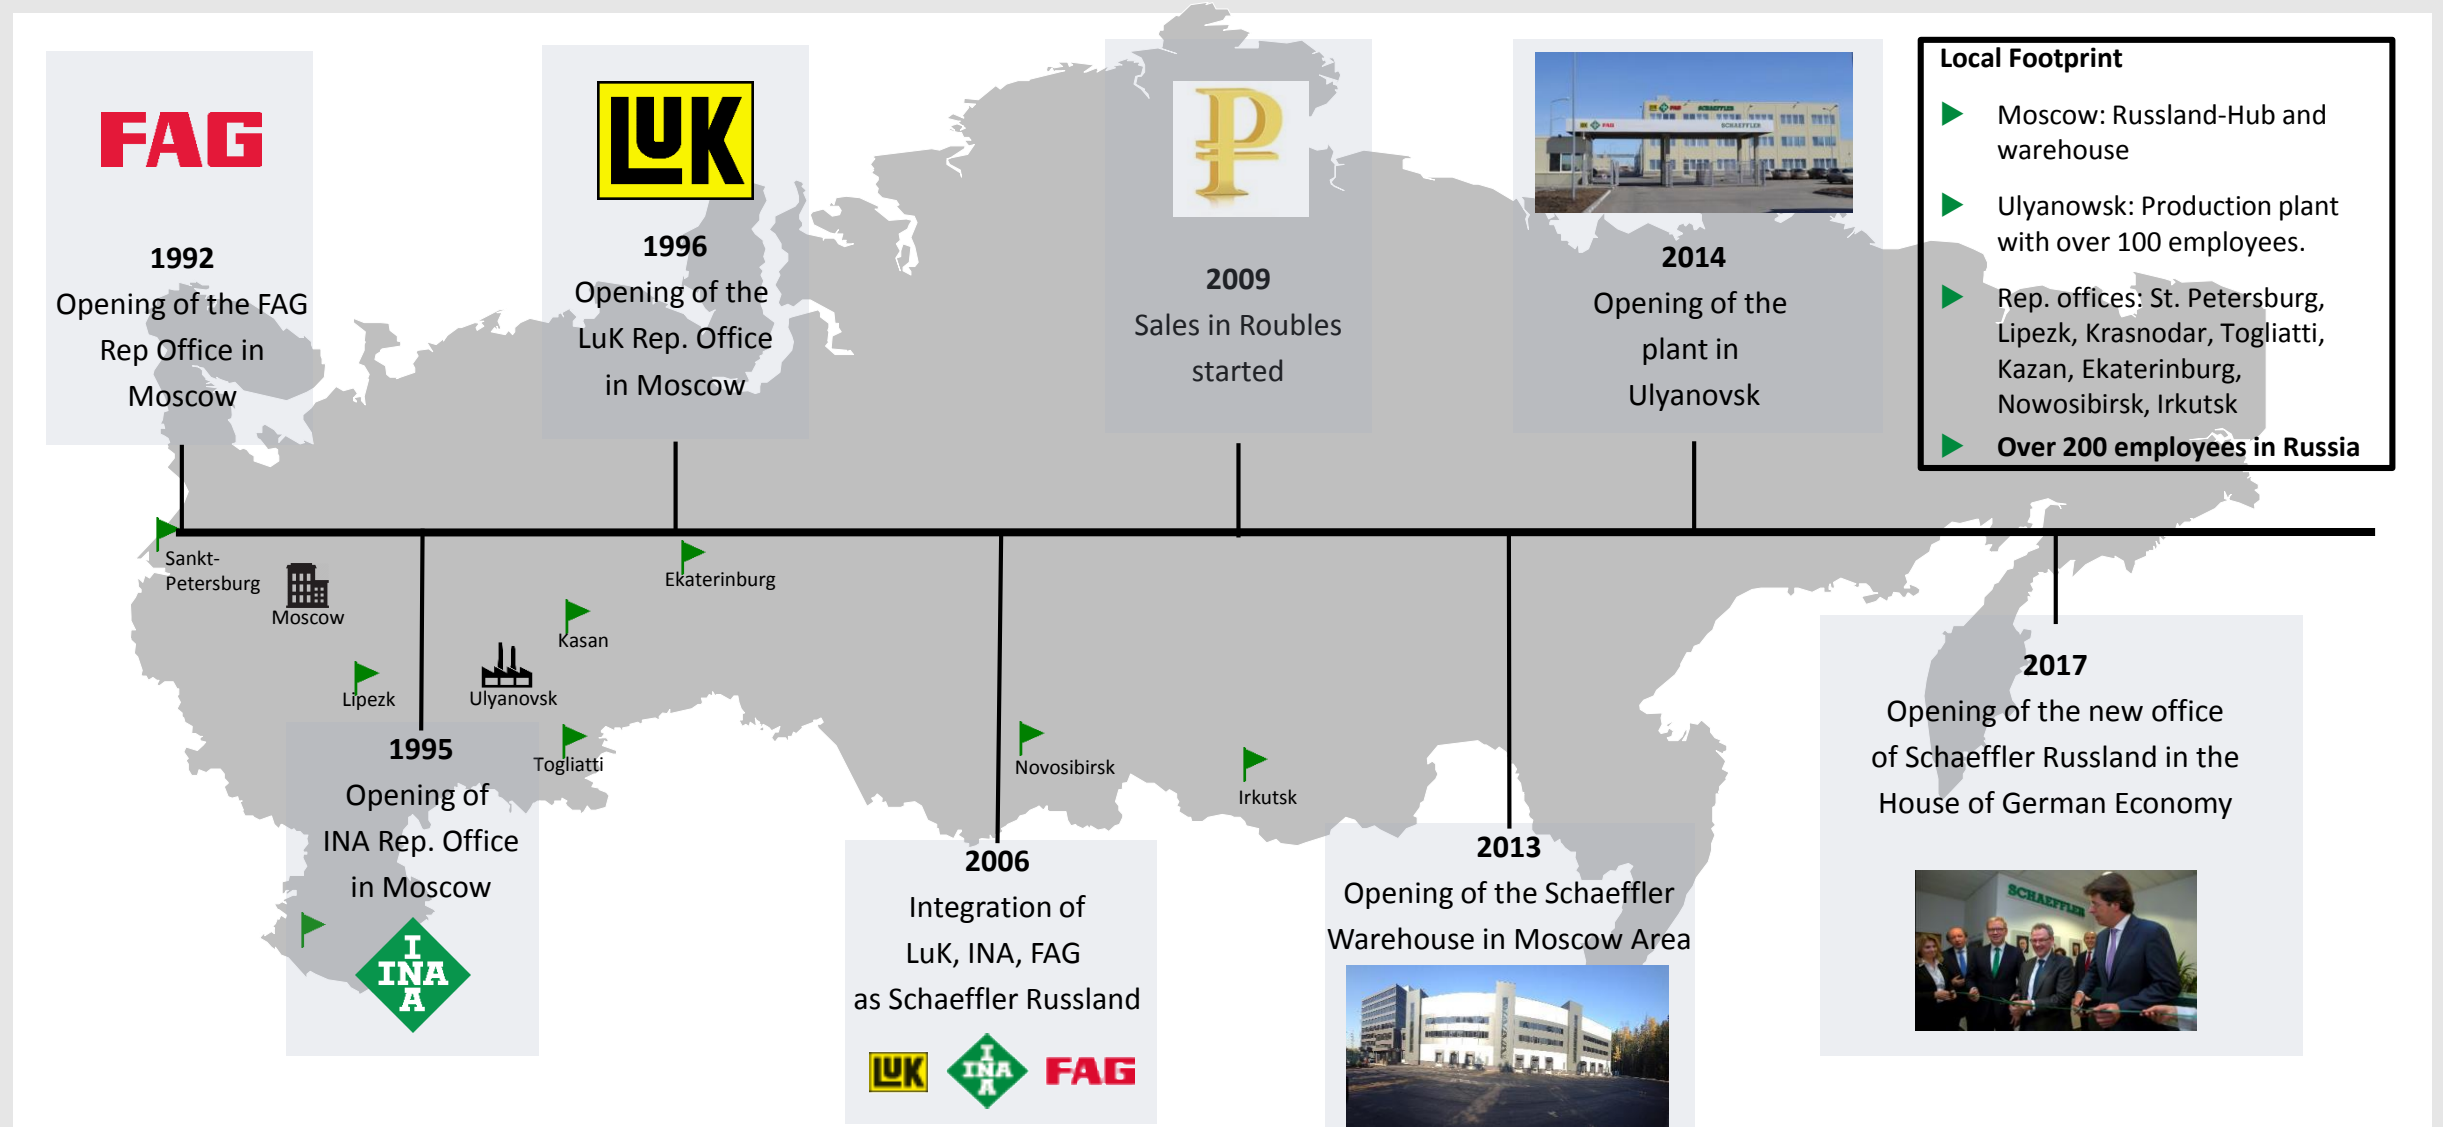 FAG
1992
Opening of the FAG
Rep Office in
Moscow
LUK
1996
Opening of the
LuK Rep. Office
in Moscow
2009
Sales in Roubles
started
FAG
SCHAEFFLER
FAG
SCHAEFFLER
2014
Opening of the
plant in
Ulyanovsk
Local Footprint
Moscow: Russland-Hub and
warehouse
Ulyanowsk: Production plant
with over 100 employees.
Rep. offices: St. Petersburg,
Lipezk, Krasnodar, Togliatti,
Kazan, Ekaterinburg,
Nowosibirsk, Irkutsk
Over 200 employees in Russia
Sankt-
Petersburg
Moscow
Lipezk
Ulyanovsk
Kasan
Ekaterinburg
Togliatti
Novosibirsk
Irkutsk
1995
Opening of
INA Rep. Office
in Moscow
I
INA
A
2006
Integration of
LuK, INA, FAG
as Schaeffler Russland
LUK
I
INA
A
FAG
2013
Opening of the Schaeffler
Warehouse in Moscow Area
2017
Opening of the new office
of Schaeffler Russland in the
House of German Economy
SCHAEFFLER